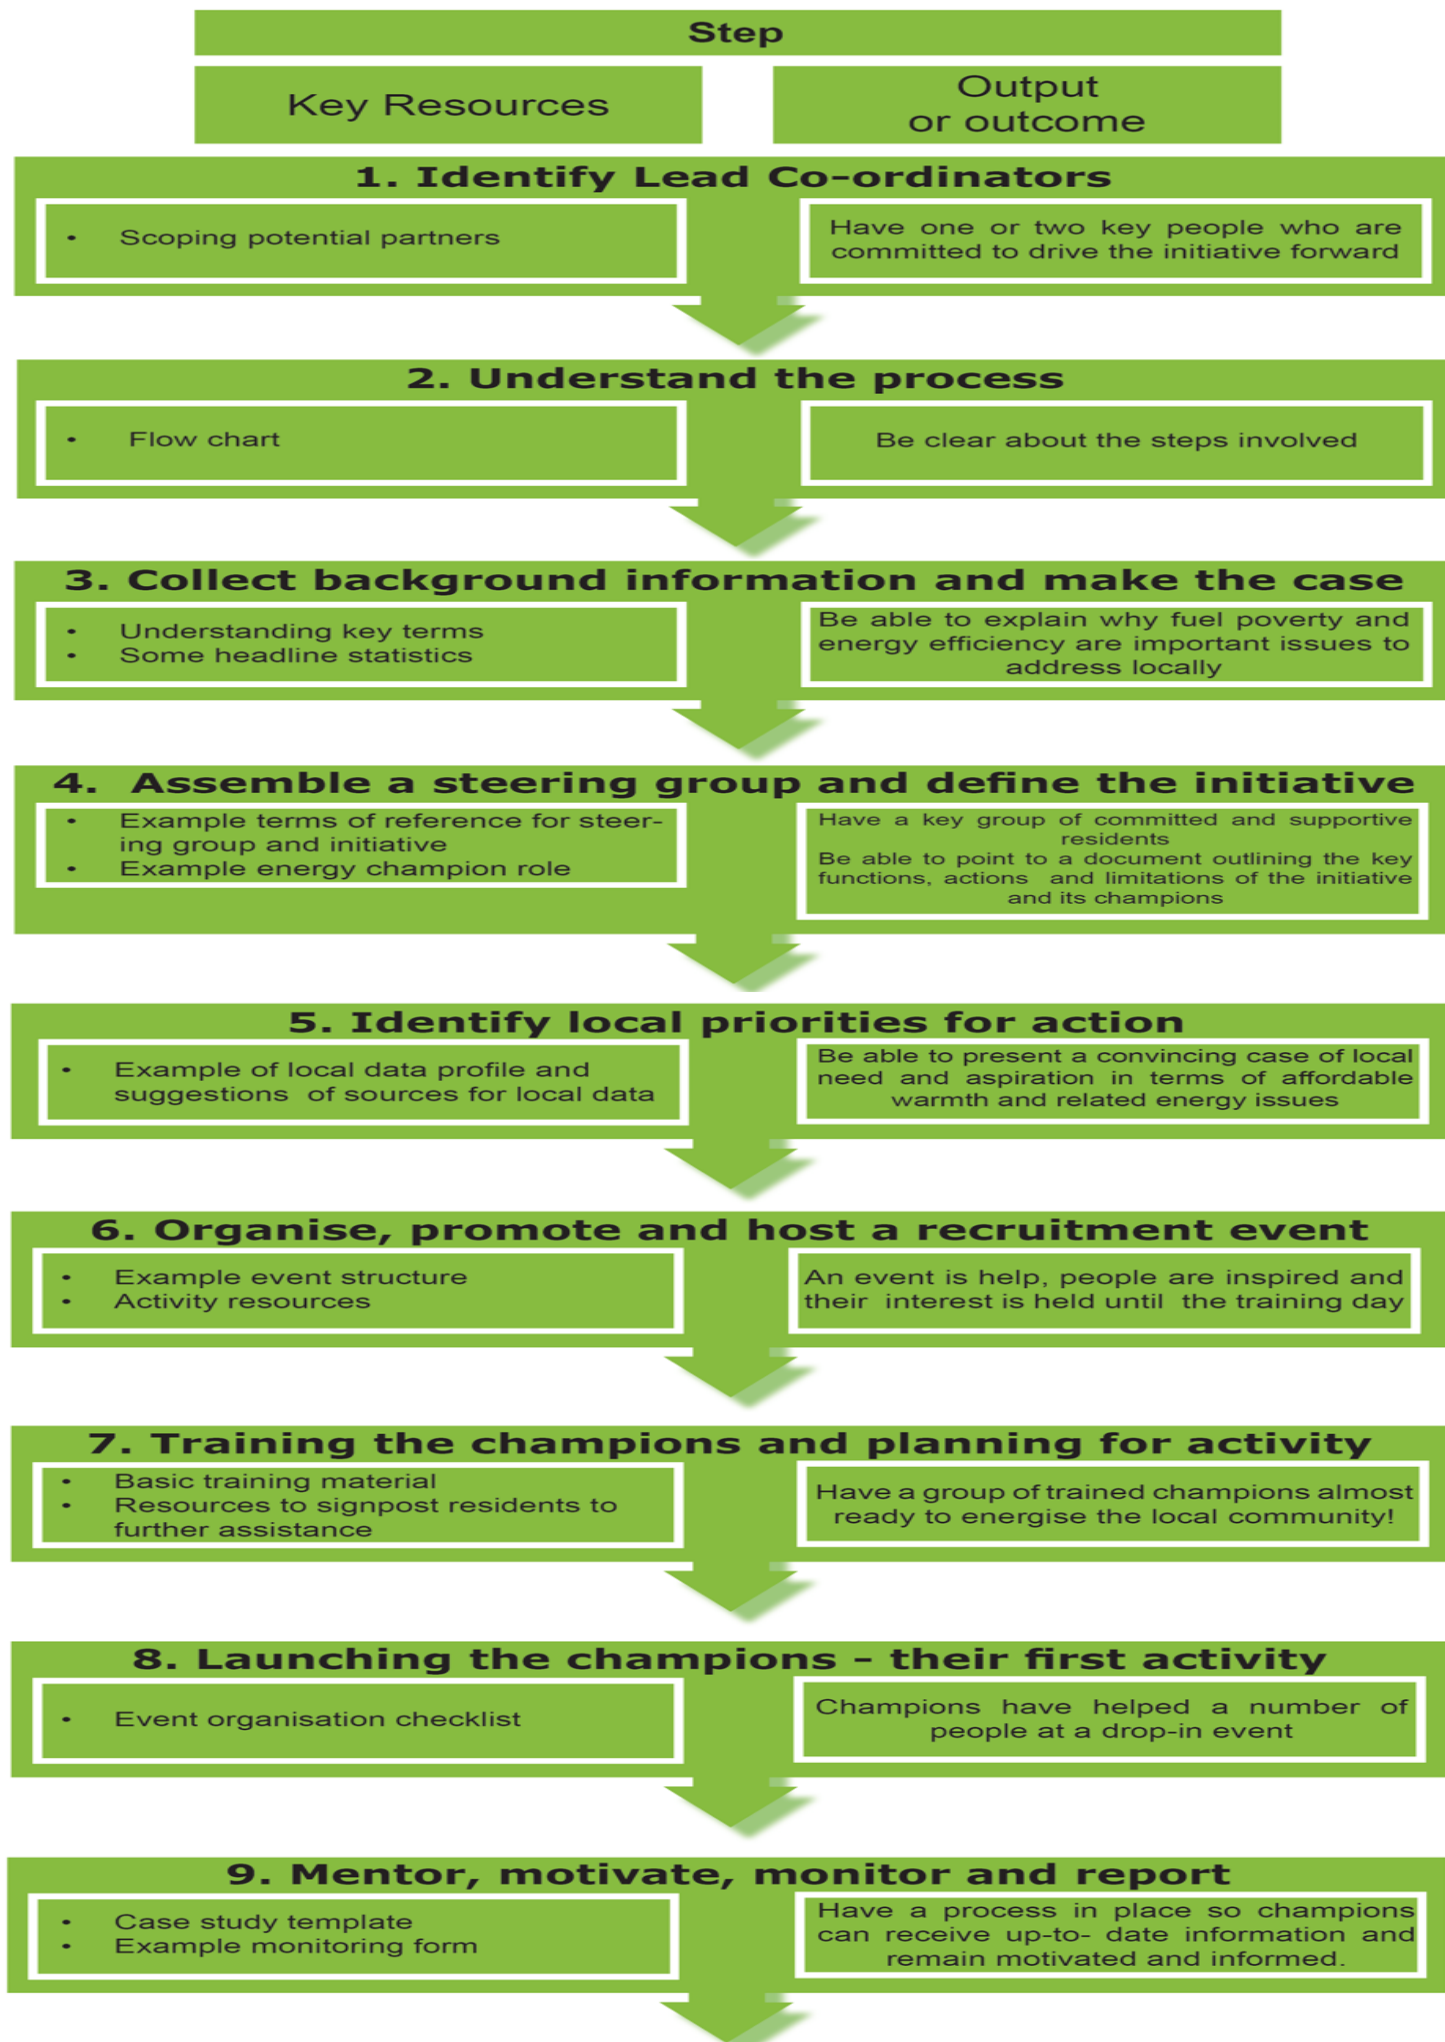 Step
Key Resources
Output
or outcome
1. Identify Lead Co-ordinators
• Scoping potential partners
Have one or two key people who are
committed to drive the initiative forward
2. Understand the process
• Flow chart
Be clear about the steps involved
3. Collect background information and make the case
• Understanding key terms
• Some headline statistics
Be able to explain why fuel poverty and
energy efficiency are important issues to
address locally
4. Assemble a steering group and define the initiative
• Example terms of reference for steer-
ing group and initiative
• Example energy champion role
Have a key group of committed and supportive
residents
Be able to point to a document outlining the key
functions, actions and limitations of the initiative
and its champions
5. Identify local priorities for action
• Example of local data profile and
suggestions of sources for local data
Be able to present a convincing case of local
need and aspiration in terms of affordable
warmth and related energy issues
6. Organise, promote and host a recruitment event
• Example event structure
• Activity resources
An event is help, people are inspired and
their interest is held until the training day
7. Training the champions and planning for activity
• Basic training material
• Resources to signpost residents to
further assistance
Have a group of trained champions almost
ready to energise the local community!
8. Launching the champions - their first activity
• Event organisation checklist
Champions have helped a number of
people at a drop-in event
9. Mentor, motivate, monitor and report
• Case study template
• Example monitoring form
Have a process in place so champions
can receive up-to- date information and
remain motivated and informed.